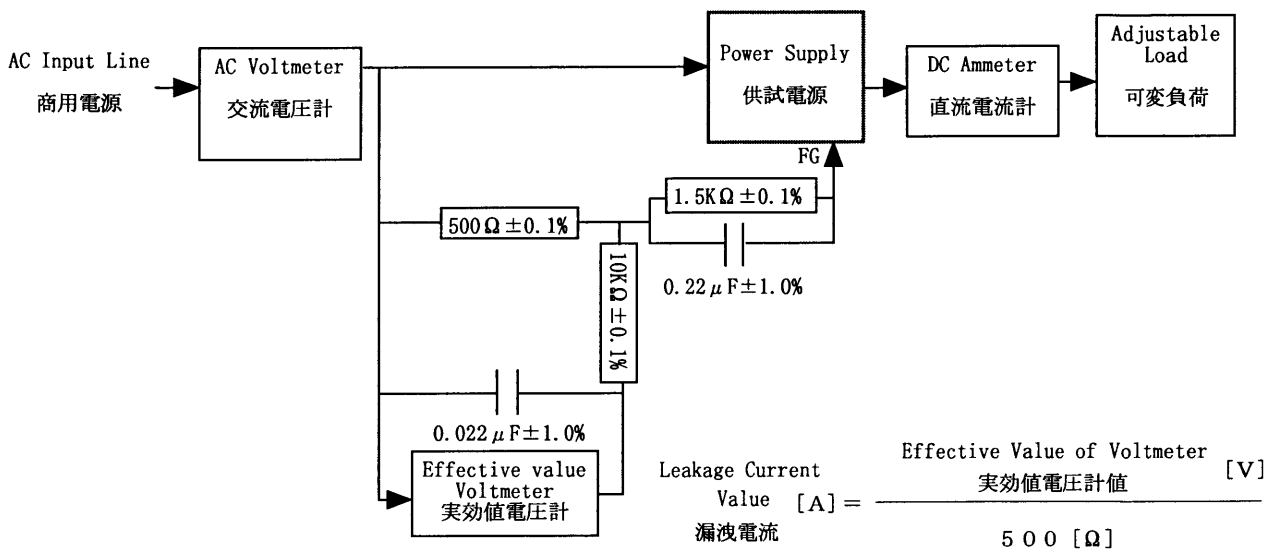 AC Input Line
商用電源
AC Voltmeter
交流電圧計
Power Supply
供試電源
DC Ammeter
直流電流計
Adjustable
Load
可変負荷
FG
1.5KΩ±0.1%
500Ω±0.1%
0.22μF±1.0%
10KΩ±0.1%
0.022μF±1.0%
Effective value
Voltmeter
実効値電圧計
Leakage Current
Value [A]=
漏洩電流
Effective Value of Voltmeter
実効値電圧計値 [V]
500 [Ω]